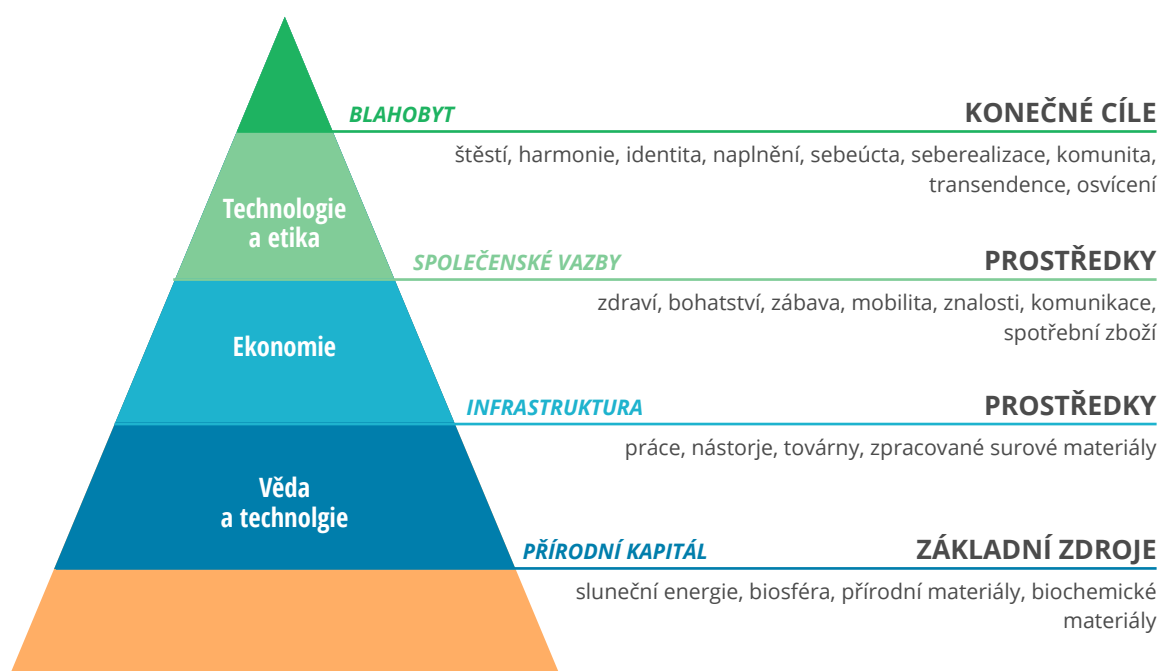 BLAHOBYT
KONEČNÉ CÍLE
štěstí, harmonie, identita, naplnění, sebeúcta, seberealizace, komunita,
transendence, osvícení
Technologie
a etika
SPOLEČENSKÉ VAZBY
PROSTŘEDKY
zdraví, bohatství, zábava, mobilita, znalosti, komunikace,
spotřební zboží
Ekonomie
INFRASTRUKTURA
PROSTŘEDKY
práce, nástorje, továrny, zpracované surové materiály
Věda
a technolgie
PŘÍRODNÍ KAPITÁL
ZÁKLADNÍ ZDROJE
sluneční energie, biosféra, přírodní materiály, biochemické
materiály